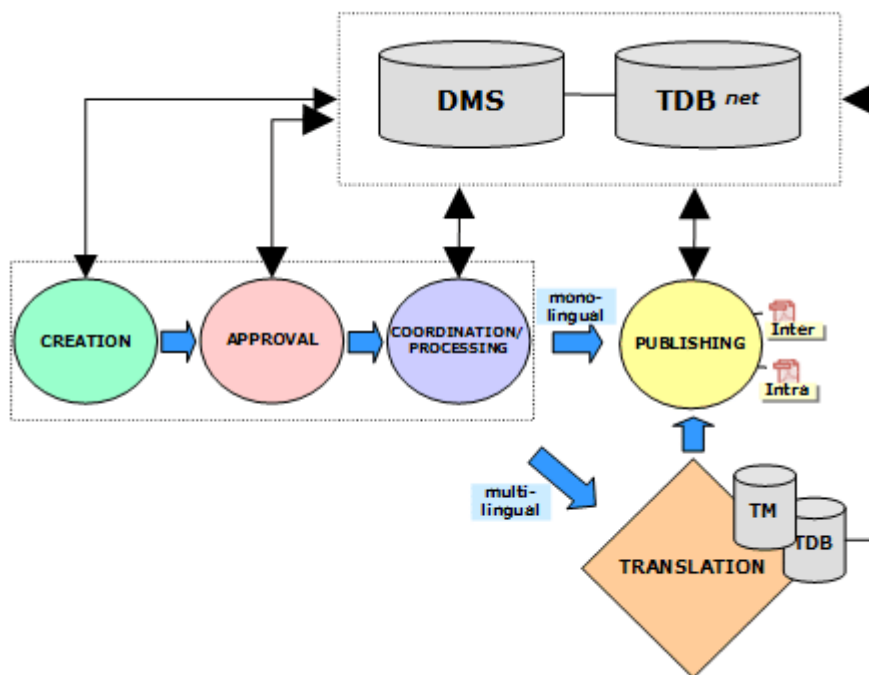 DMS
TDB net
CREATION
APPROVAL
COORDINATION/
PROCESSING
mono-
lingual
PUBLISHING
Inter
Intra
multi-
lingual
TRANSLATION
TM
TDB